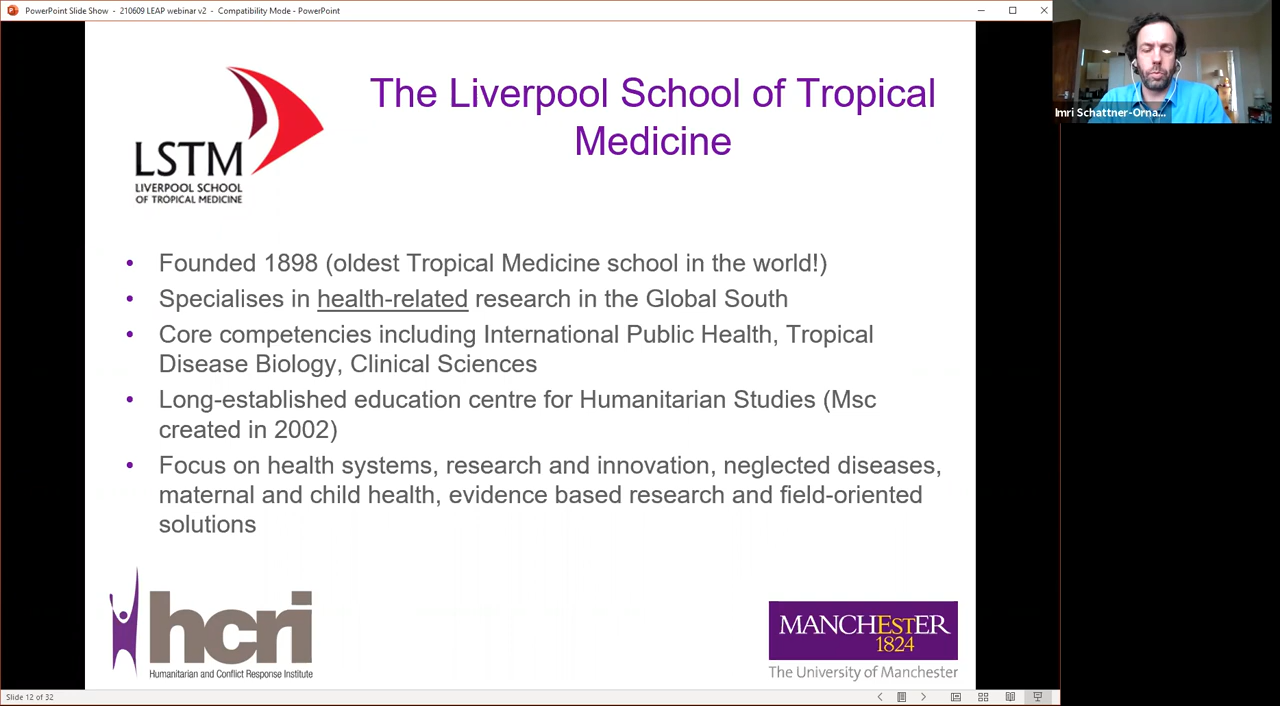 PowerPoint Slide Show - 210609 LEAP webinar v2 - Compatibility Mode - PowerPoint
Imri Schattner-Orna...
The Liverpool School of Tropical
Medicine
LSTM
LIVERPOOL SCHOOL
OF TROPICAL MEDICINE
• Founded 1898 (oldest Tropical Medicine school in the world!)
• Specialises in health-related research in the Global South
• Core competencies including International Public Health, Tropical
Disease Biology, Clinical Sciences
• Long-established education centre for Humanitarian Studies (Msc
created in 2002)
• Focus on health systems, research and innovation, neglected diseases,
maternal and child health, evidence based research and field-oriented
solutions
hcri
Humanitarian and Conflict Response Institute
MANCHESTER
1824
The University of Manchester
Slide 12 of 32